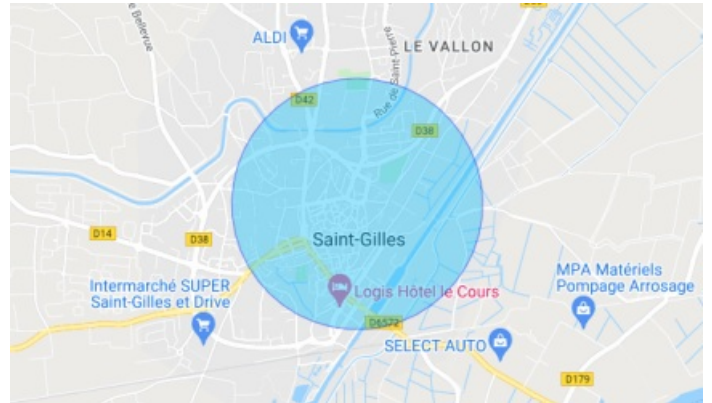 Bellevue
ALDI
LE VALLON
Rue de Saint-Pierre
D42
D38
D14
D38
Saint-Gilles
Intermarché SUPER
Saint-Gilles et Drive
Logis Hôtel le Cours
MPA Matériels
Pompage Arrosage
D6572
SELECT AUTO
D179